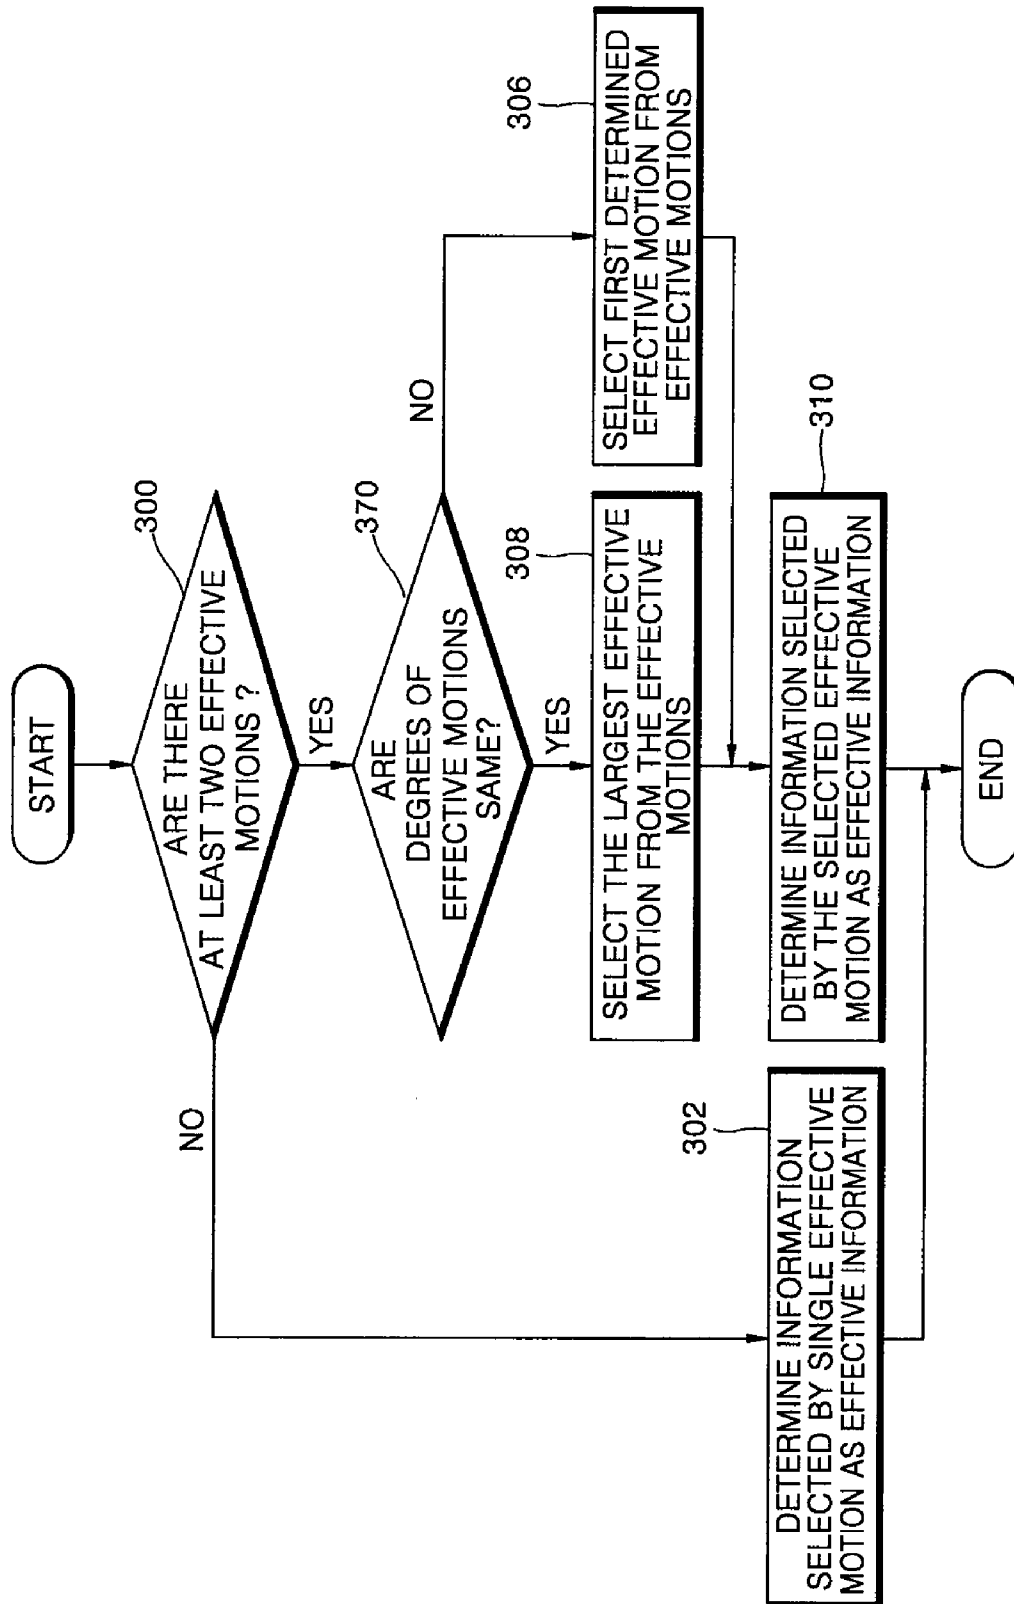 START
300
ARE THERE
AT LEAST TWO EFFECTIVE
MOTIONS ?
NO
YES
370
ARE
DEGREES OF
EFFECTIVE MOTIONS
SAME?
NO
YES
308
SELECT THE LARGEST EFFECTIVE
MOTION FROM THE EFFECTIVE
MOTIONS
306
SELECT FIRST DETERMINED
EFFECTIVE MOTION FROM
EFFECTIVE MOTIONS
302
DETERMINE INFORMATION
SELECTED BY SINGLE EFFECTIVE
MOTION AS EFFECTIVE INFORMATION
310
DETERMINE INFORMATION SELECTED
BY THE SELECTED EFFECTIVE
MOTION AS EFFECTIVE INFORMATION
END